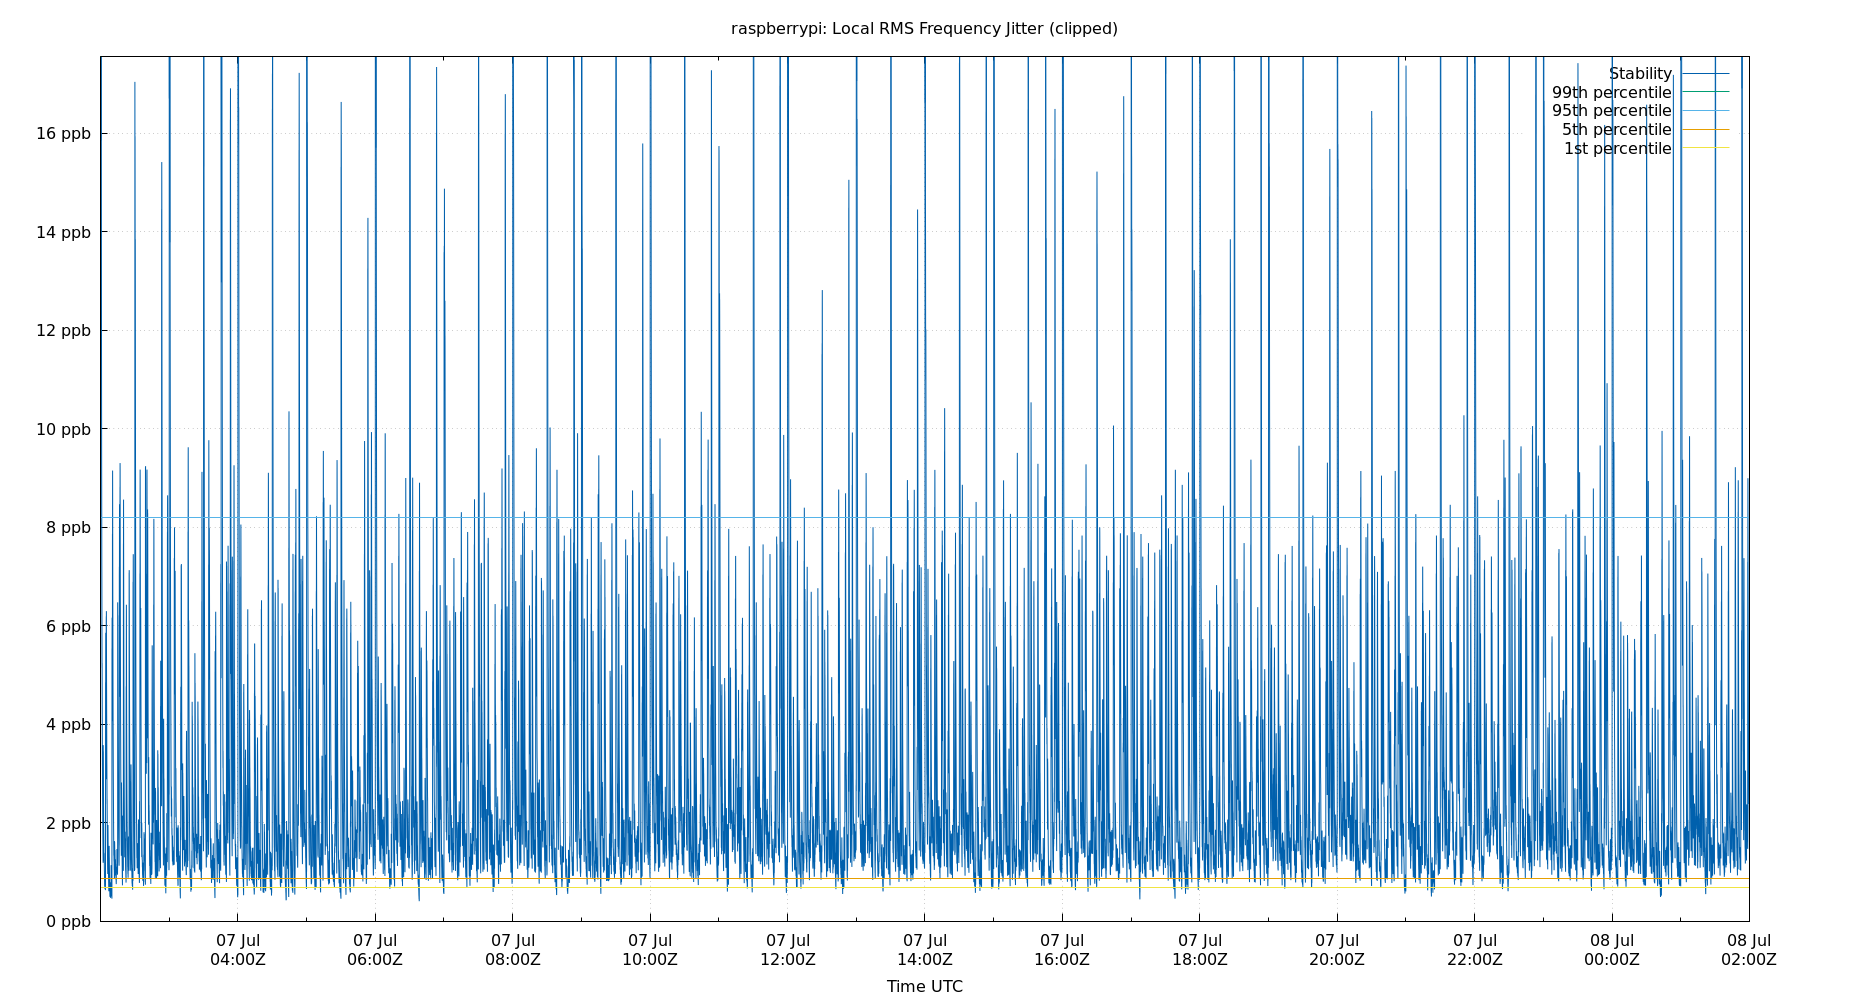 raspberrypi: Local RMS Frequency Jitter (clipped)
Stability
99th percentile
95th percentile
5th percentile
1st percentile
16 ppb
14 ppb
12 ppb
10 ppb
8 ppb
6 ppb
4 ppb
2 ppb
0 ppb
07 Jul 07 Jul 07 Jul 07 Jul 07 Jul 07 Jul 07 Jul 07 Jul 07 Jul 07 Jul 08 Jul 08 Jul
04:00Z 06:00Z 08:00Z 10:00Z 12:00Z 14:00Z 16:00Z 18:00Z 20:00Z 22:00Z 00:00Z 02:00Z
Time UTC